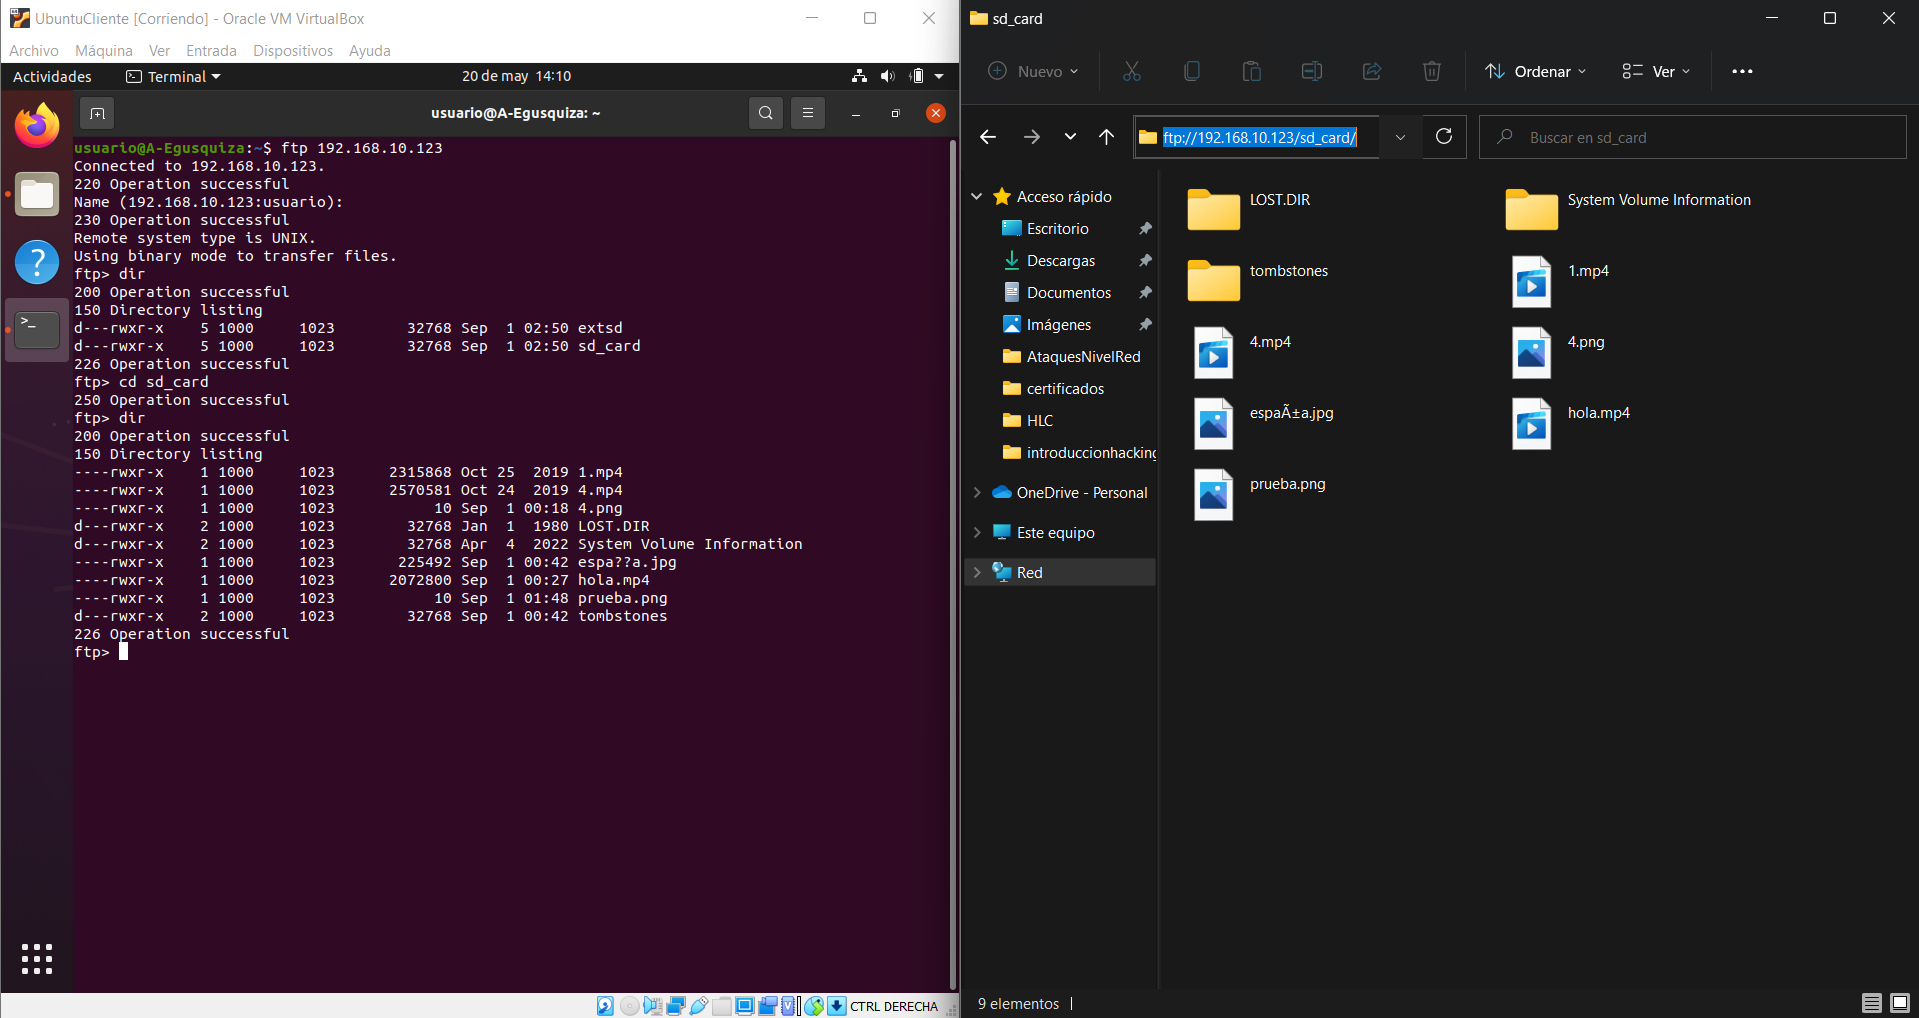 UbuntuCliente [Corriendo] - Oracle VM VirtualBox
Archivo Máquina Ver Entrada Dispositivos Ayuda
Actividades Terminal 20 de may 14:10
usuario@A-Egusquiza: ~
usuario@A-Egusquiza:~$ ftp 192.168.10.123
Connected to 192.168.10.123.
220 Operation successful
Name (192.168.10.123:usuario):
230 Operation successful
Remote system type is UNIX.
Using binary mode to transfer files.
ftp> dir
200 Operation successful
150 Directory listing
d---rwxr-x 5 1000 1023 32768 Sep 1 02:50 extsd
d---rwxr-x 5 1000 1023 32768 Sep 1 02:50 sd_card
226 Operation successful
ftp> cd sd_card
250 Operation successful
ftp> dir
200 Operation successful
150 Directory listing
----rwxr-x 1 1000 1023 2315868 Oct 25 2019 1.mp4
----rwxr-x 1 1000 1023 2570581 Oct 24 2019 4.mp4
----rwxr-x 1 1000 1023 10 Sep 1 00:18 4.png
d---rwxr-x 2 1000 1023 32768 Jan 1 1980 LOST.DIR
d---rwxr-x 2 1000 1023 32768 Apr 4 2022 System Volume Information
----rwxr-x 1 1000 1023 225492 Sep 1 00:42 espa??a.jpg
----rwxr-x 1 1000 1023 2072800 Sep 1 00:27 hola.mp4
----rwxr-x 1 1000 1023 10 Sep 1 01:48 prueba.png
d---rwxr-x 2 1000 1023 32768 Sep 1 00:42 tombstones
226 Operation successful
ftp>
CTRL DERECHA
sd_card
Nuevo Ordenar Ver
ftp://192.168.10.123/sd_card/ Buscar en sd_card
Acceso rápido
Escritorio
Descargas
Documentos
Imágenes
AtaquesNivelRed
certificados
HLC
introduccionhacking
OneDrive - Personal
Este equipo
Red
LOST.DIR System Volume Information
tombstones 1.mp4
4.mp4 4.png
espaÃ±a.jpg hola.mp4
prueba.png
9 elementos